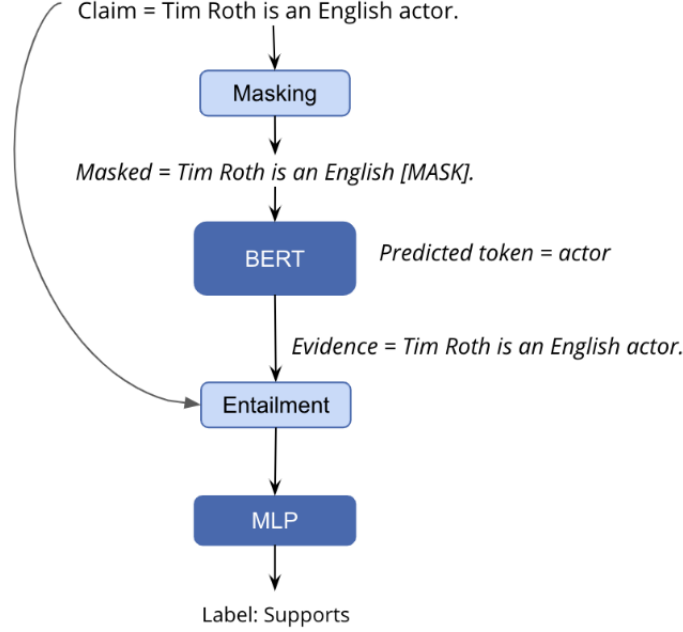 Claim = Tim Roth is an English actor.
Masking
Masked = Tim Roth is an English [MASK].
BERT
Predicted token = actor
Evidence = Tim Roth is an English actor.
Entailment
MLP
Label: Supports